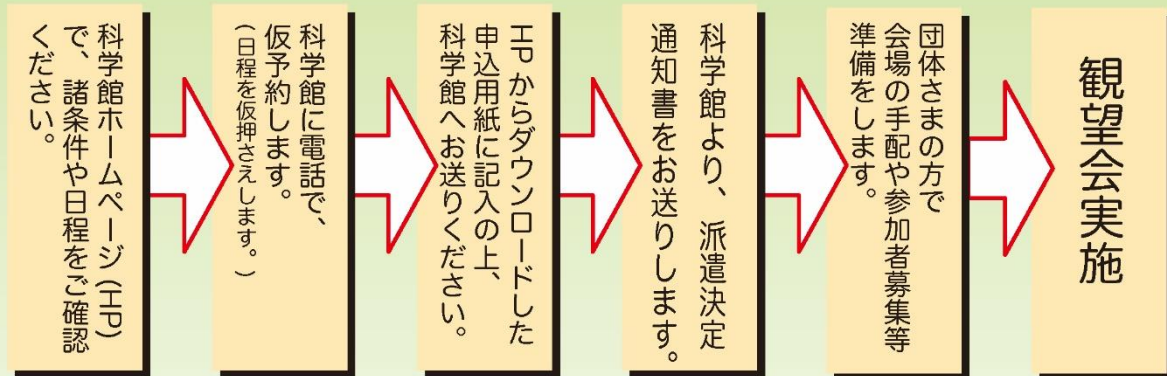 科学館ホームページ(HP)
で、諸条件や日程をご確認
ください。
科学館に電話で、
仮予約します。
(日程を仮押さえします。)
HPからダウンロードした
申込用紙に記入の上、
科学館へお送りください。
科学館より、派遣決定
通知書をお送りします。
団体さまの方で
会場の手配や参加者募集等
準備をします。
観望会実施